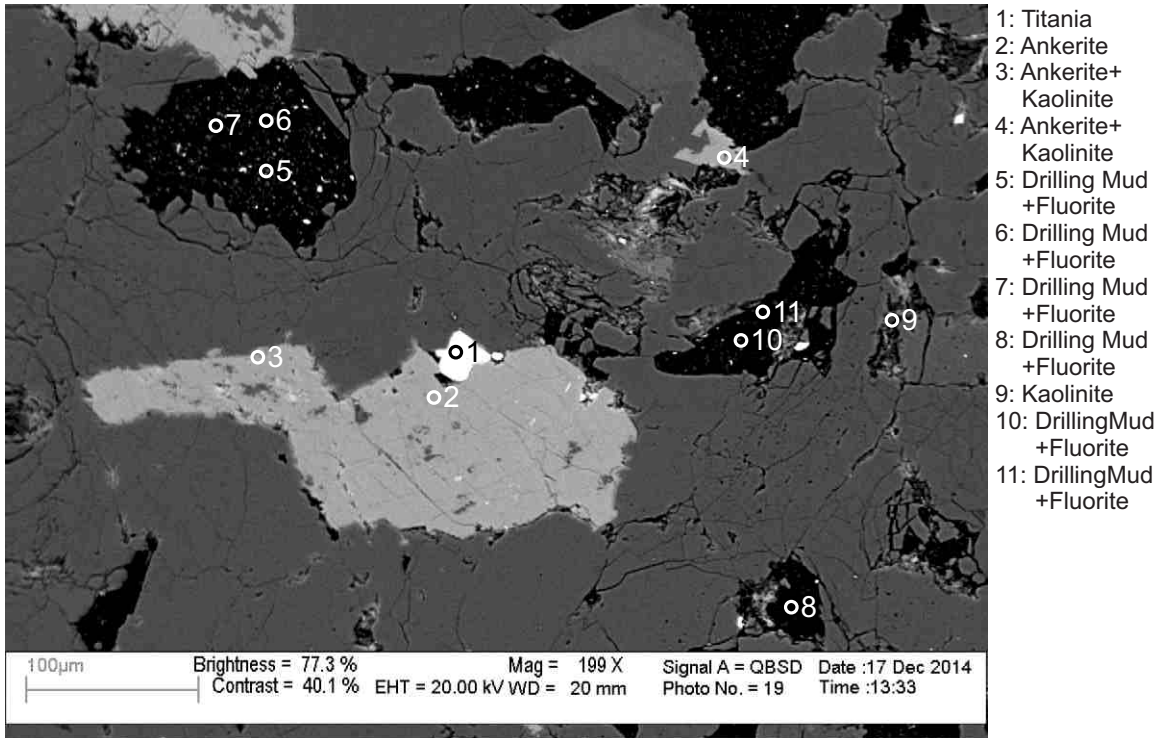 1: Titania
2: Ankerite
3: Ankerite+
Kaolinite
4: Ankerite+
Kaolinite
5: Drilling Mud
+Fluorite
6: Drilling Mud
+Fluorite
7: Drilling Mud
+Fluorite
8: Drilling Mud
+Fluorite
9: Kaolinite
10: DrillingMud
+Fluorite
11: DrillingMud
+Fluorite
7
6
5
4
11
10
9
3
1
2
8
100µm
Brightness = 77.3 %
Contrast = 40.1 %
EHT = 20.00 kV
Mag = 199 X
WD = 20 mm
Signal A = QBSD
Photo No. = 19
Date :17 Dec 2014
Time :13:33